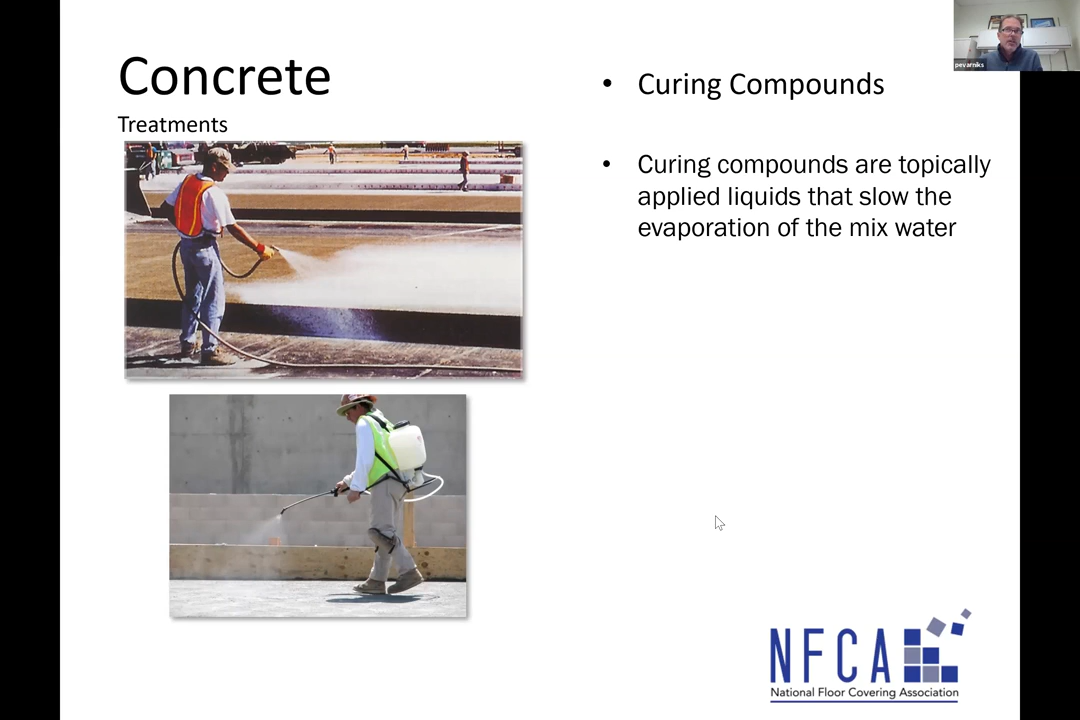 Concrete
Treatments
• Curing Compounds
• Curing compounds are topically
applied liquids that slow the
evaporation of the mix water
pevarniks
NFCA
National Floor Covering Association